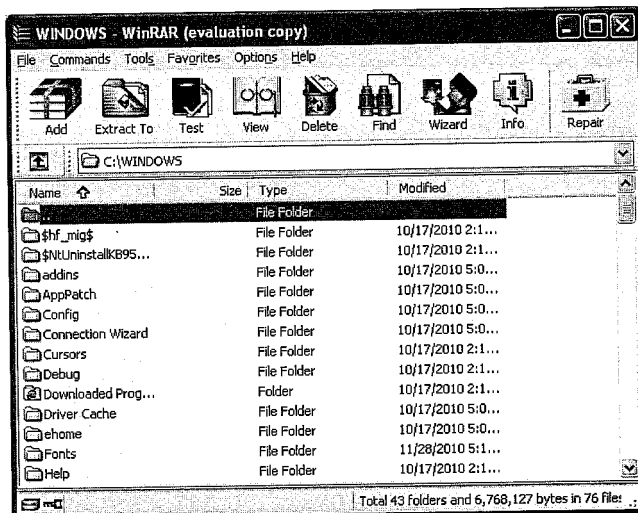 WINDOWS - WinRAR (evaluation copy)
File Commands Tools Favorites Options Help
Add Extract To Test View Delete Find Wizard Info Repair
C:\WINDOWS
Name Size Type Modified
.. File Folder
$hf_mig$ File Folder 10/17/2010 2:1...
$NtUninstallKB95... File Folder 10/17/2010 2:1...
addins File Folder 10/17/2010 5:0...
AppPatch File Folder 10/17/2010 5:0...
Config File Folder 10/17/2010 5:0...
Connection Wizard File Folder 10/17/2010 5:0...
Cursors File Folder 10/17/2010 2:1...
Debug File Folder 10/17/2010 2:1...
Downloaded Prog... Folder 10/17/2010 2:1...
Driver Cache File Folder 10/17/2010 5:0...
ehome File Folder 10/17/2010 5:0...
Fonts File Folder 11/28/2010 5:1...
Help File Folder 10/17/2010 2:1...
Total 43 folders and 6,768,127 bytes in 76 files